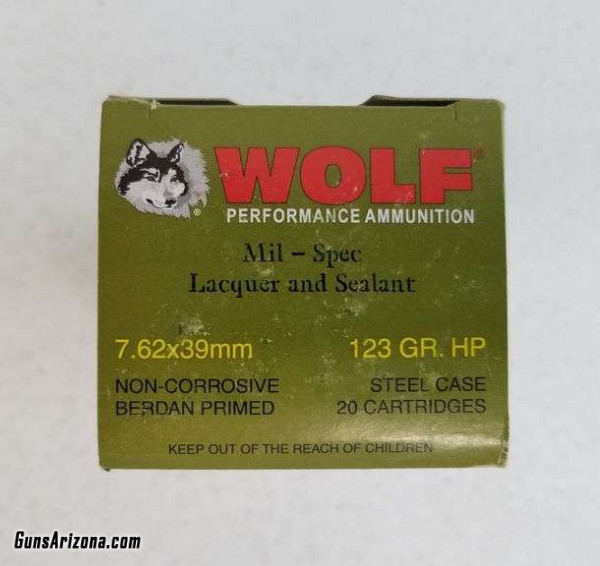 WOLF®
PERFORMANCE AMMUNITION
®
Mil – Spec
Lacquer and Sealant
7.62x39mm 123 GR. HP
NON-CORROSIVE STEEL CASE
BERDAN PRIMED 20 CARTRIDGES
KEEP OUT OF THE REACH OF CHILDREN
GunsArizona.com